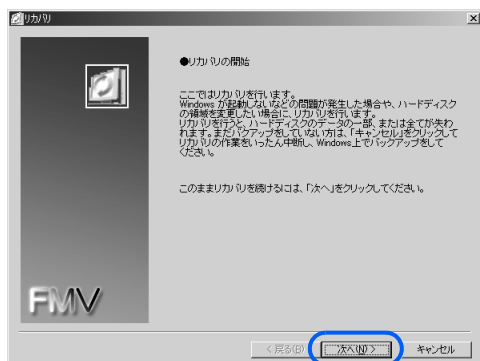 リカバリ
●リカバリの開始
ここではリカバリを行います。
Windows が起動しないなどの問題が発生した場合や、ハードディスク
の領域を変更したい場合に、リカバリを行います。
リカバリを行うと、ハードディスクのデータの一部、または全てが失わ
れます。まだバックアップをしていない方は、「キャンセル」をクリックして
リカバリの作業をいったん中断し、Windows上でバックアップをして
ください。
このままリカバリを続けるには、「次へ」をクリックしてください。
FMV
< 戻る(B)
次へ(N) >
キャンセル